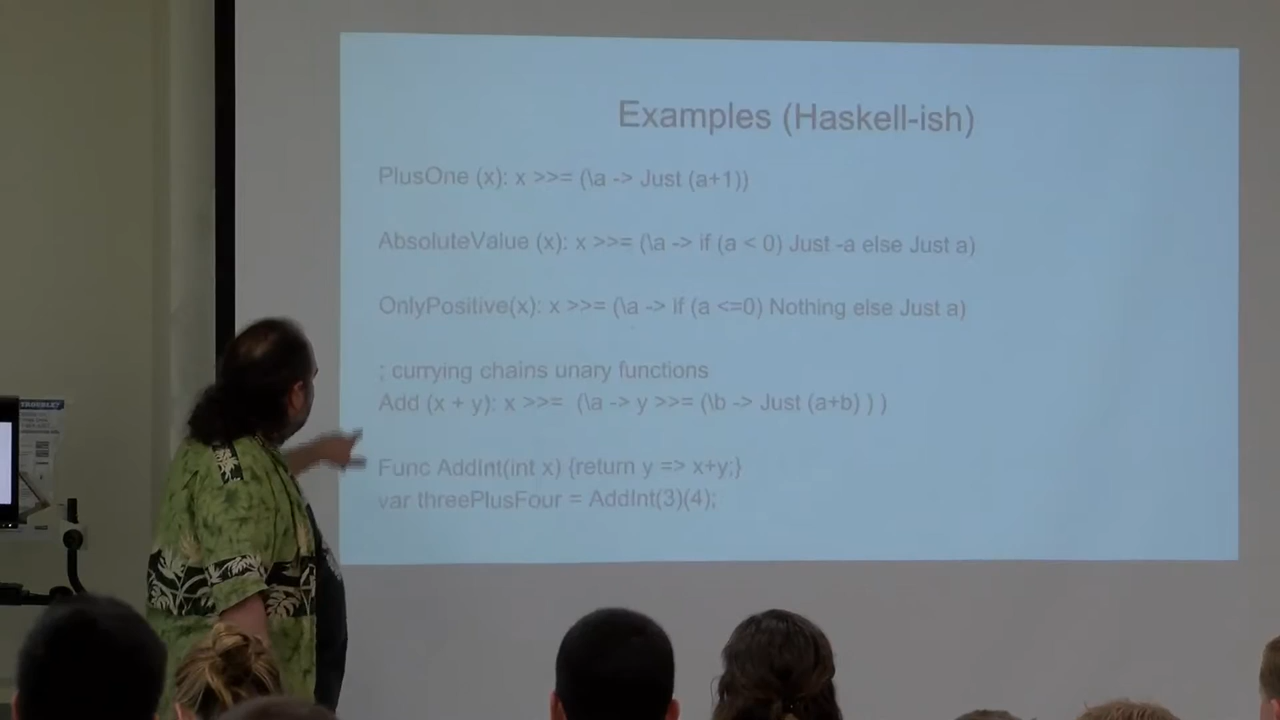 Examples (Haskell-ish)
PlusOne (x): x >>= (\a -> Just (a+1))
AbsoluteValue (x): x >>= (\a -> if (a < 0) Just -a else Just a)
OnlyPositive(x): x >>= (\a -> if (a <=0) Nothing else Just a)
; currying chains unary functions
Add (x + y): x >>= (\a -> y >>= (\b -> Just (a+b) ) )
Func AddInt(int x) {return y => x+y;}
var threePlusFour = AddInt(3)(4);
TROUBLE?